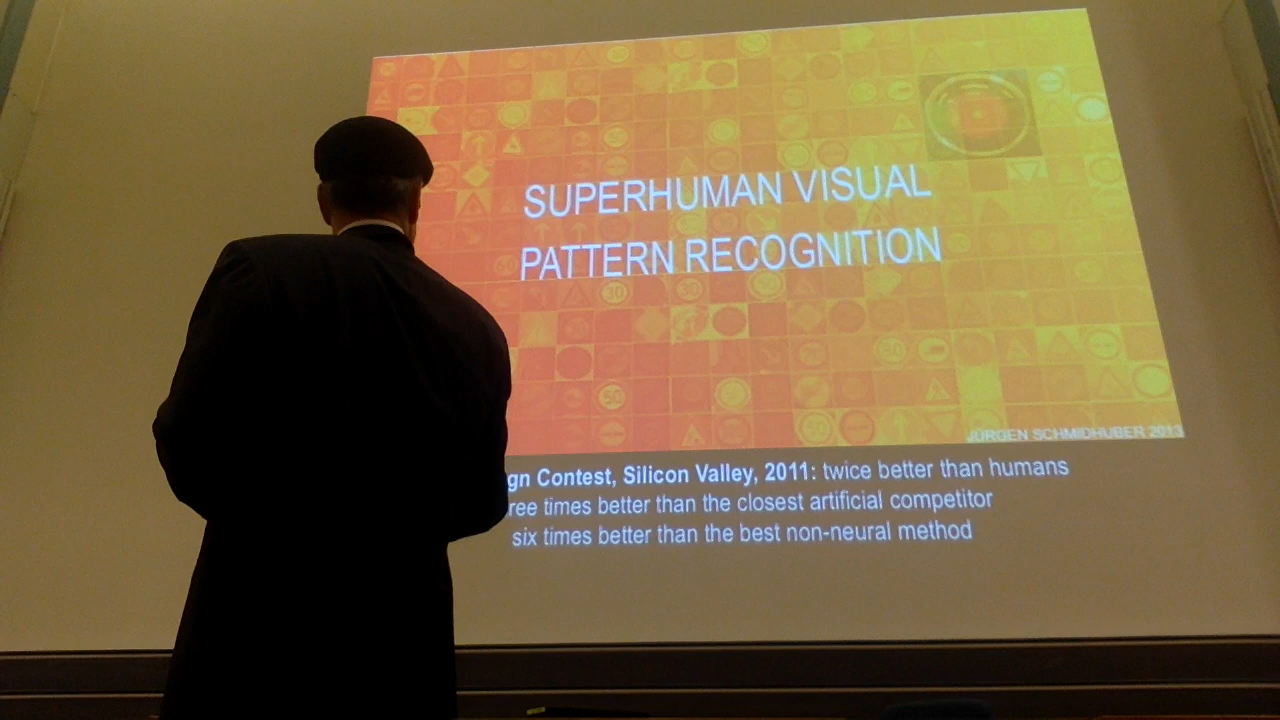 SUPERHUMAN VISUAL
PATTERN RECOGNITION
JÜRGEN SCHMIDHUBER 2013
gn Contest, Silicon Valley, 2011: twice better than humans
ree times better than the closest artificial competitor
six times better than the best non-neural method